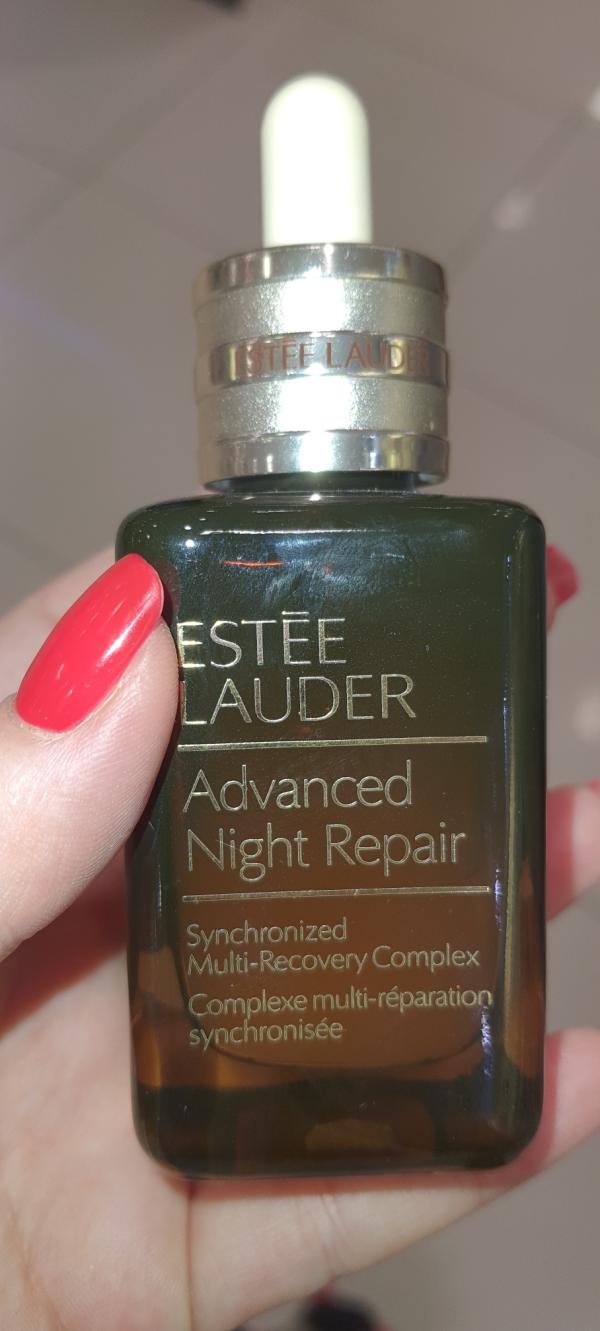 ESTĒE LAUDER
ESTĒE
LAUDER
Advanced
Night Repair
Synchronized
Multi-Recovery Complex
Complexe multi-réparation
synchronisée